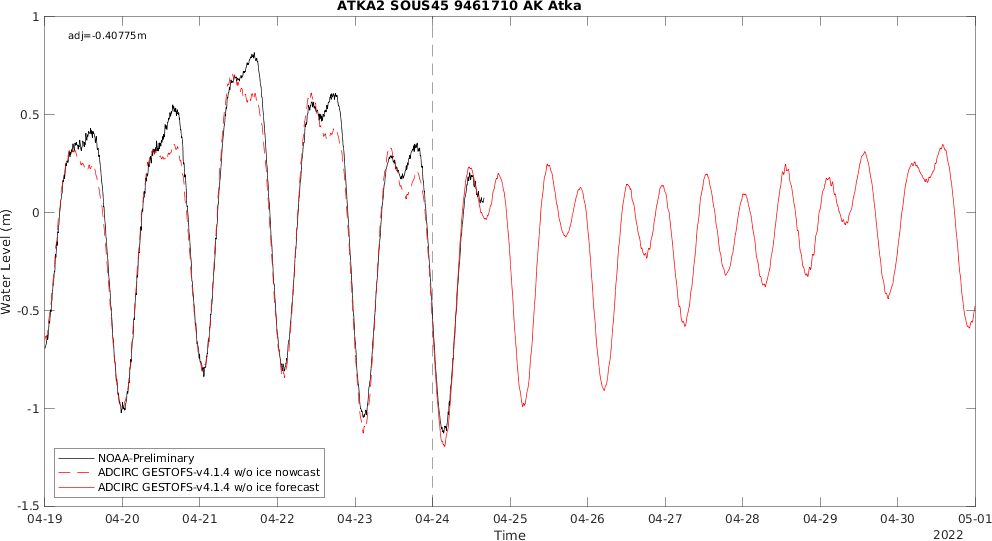 ATKA2 SOUS45 9461710 AK Atka
adj=-0.40775m
1
0.5
0
-0.5
-1
-1.5
Water Level (m)
NOAA-Preliminary
ADCIRC GESTOFS-v4.1.4 w/o ice nowcast
ADCIRC GESTOFS-v4.1.4 w/o ice forecast
04-19 04-20 04-21 04-22 04-23 04-24 04-25 04-26 04-27 04-28 04-29 04-30 05-01
Time
2022